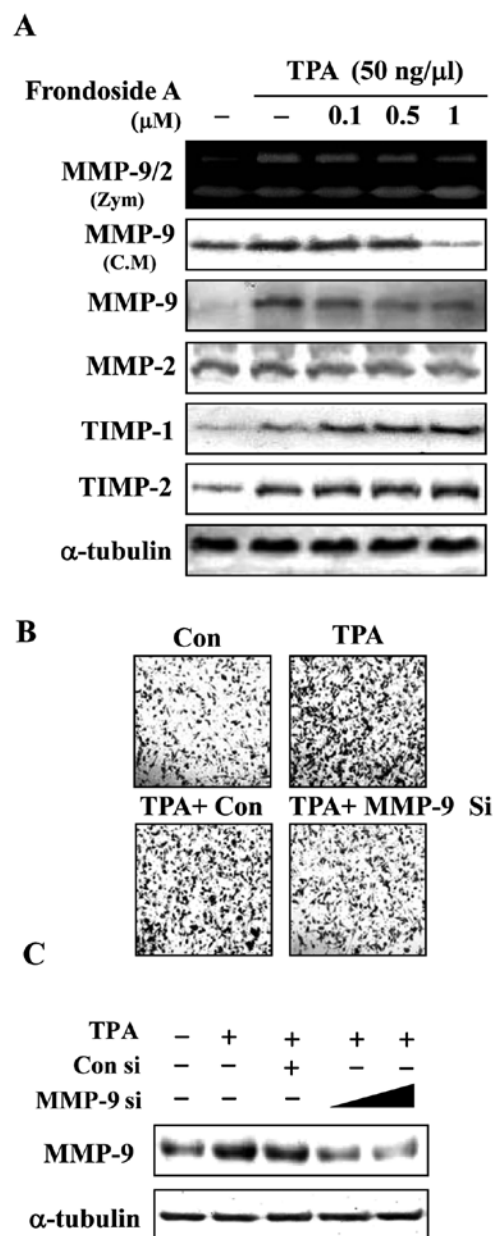 A
TPA (50 ng/μl)
Frondoside A
(μM) – – 0.1 0.5 1
MMP-9/2
(Zym)
MMP-9
(C.M)
MMP-9
MMP-2
TIMP-1
TIMP-2
α-tubulin
B
Con TPA
TPA+ Con TPA+ MMP-9 Si
C
TPA – + + + +
Con si – – + – –
MMP-9 si – – –
MMP-9
α-tubulin